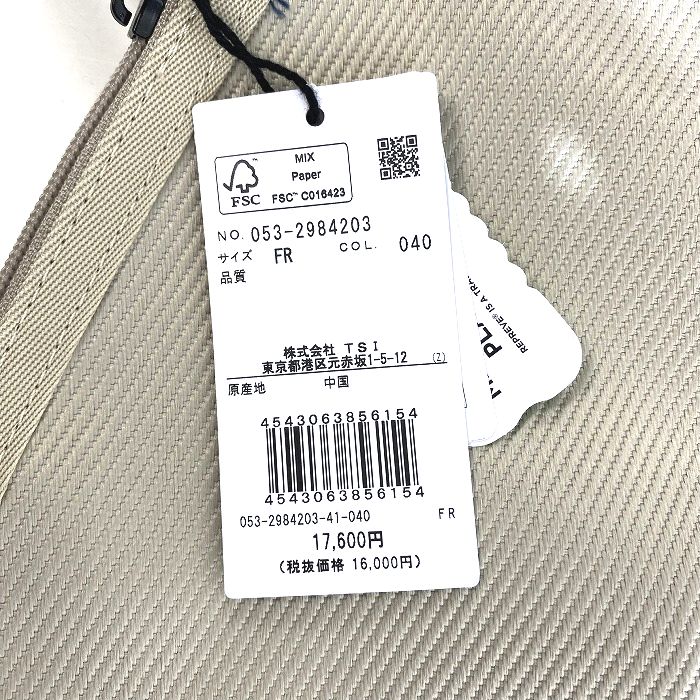 MIX
Paper
FSC
FSC™ C016423
NO. 053-2984203
サイズ FR COL. 040
品質
株式会社 TSI
東京都港区元赤坂1-5-12 (Z)
原産地 中国
4543063856154
4543063856154
053-2984203-41-040 FR
17,600円
(税抜価格 16,000円)
REPREVE® IS A